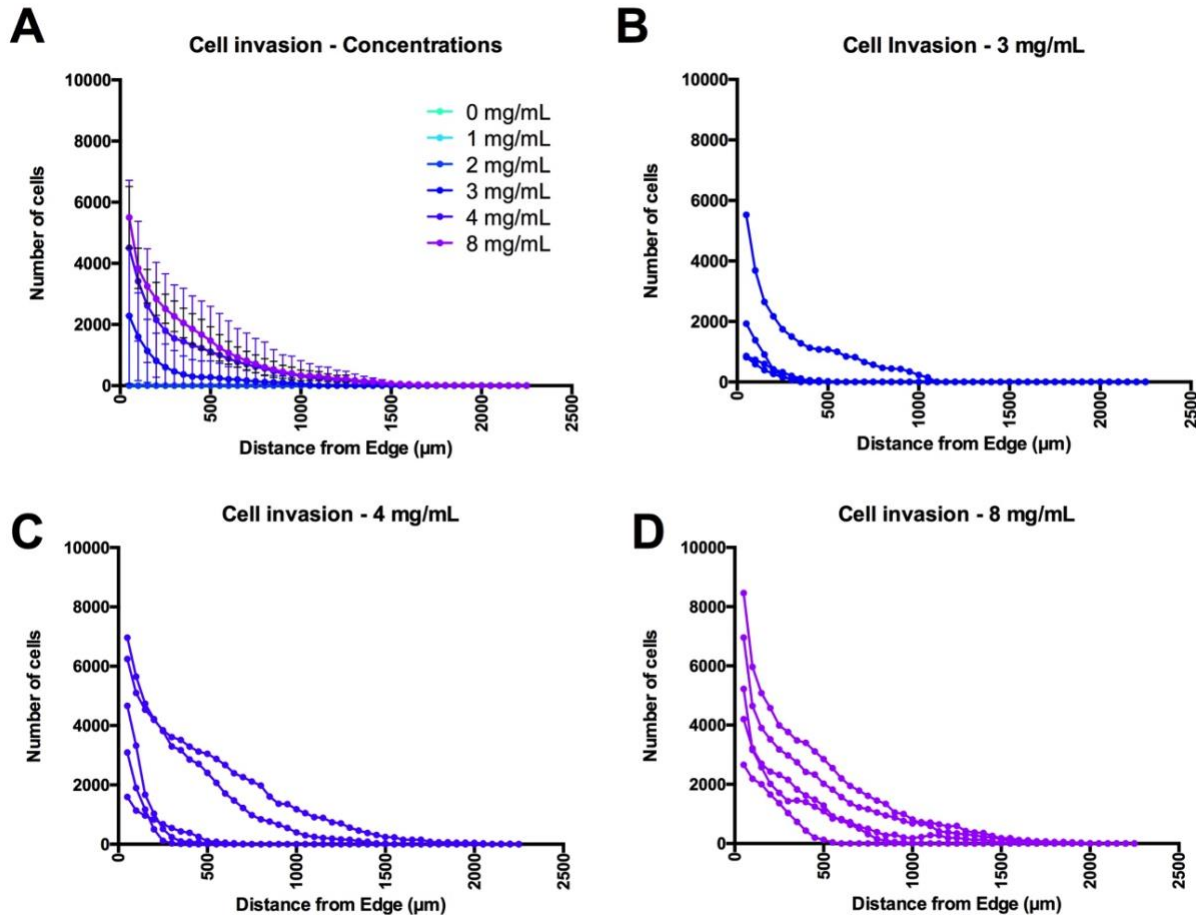 A
Cell invasion - Concentrations
Number of cells
10000
8000
6000
4000
2000
0
0
500
1000
1500
2000
2500
Distance from Edge (µm)
0 mg/mL
1 mg/mL
2 mg/mL
3 mg/mL
4 mg/mL
8 mg/mL
B
Cell Invasion - 3 mg/mL
Number of cells
10000
8000
6000
4000
2000
0
0
500
1000
1500
2000
2500
Distance from Edge (µm)
C
Cell invasion - 4 mg/mL
Number of cells
10000
8000
6000
4000
2000
0
0
500
1000
1500
2000
2500
Distance from Edge (µm)
D
Cell invasion - 8 mg/mL
Number of cells
10000
8000
6000
4000
2000
0
0
500
1000
1500
2000
2500
Distance from Edge (µm)